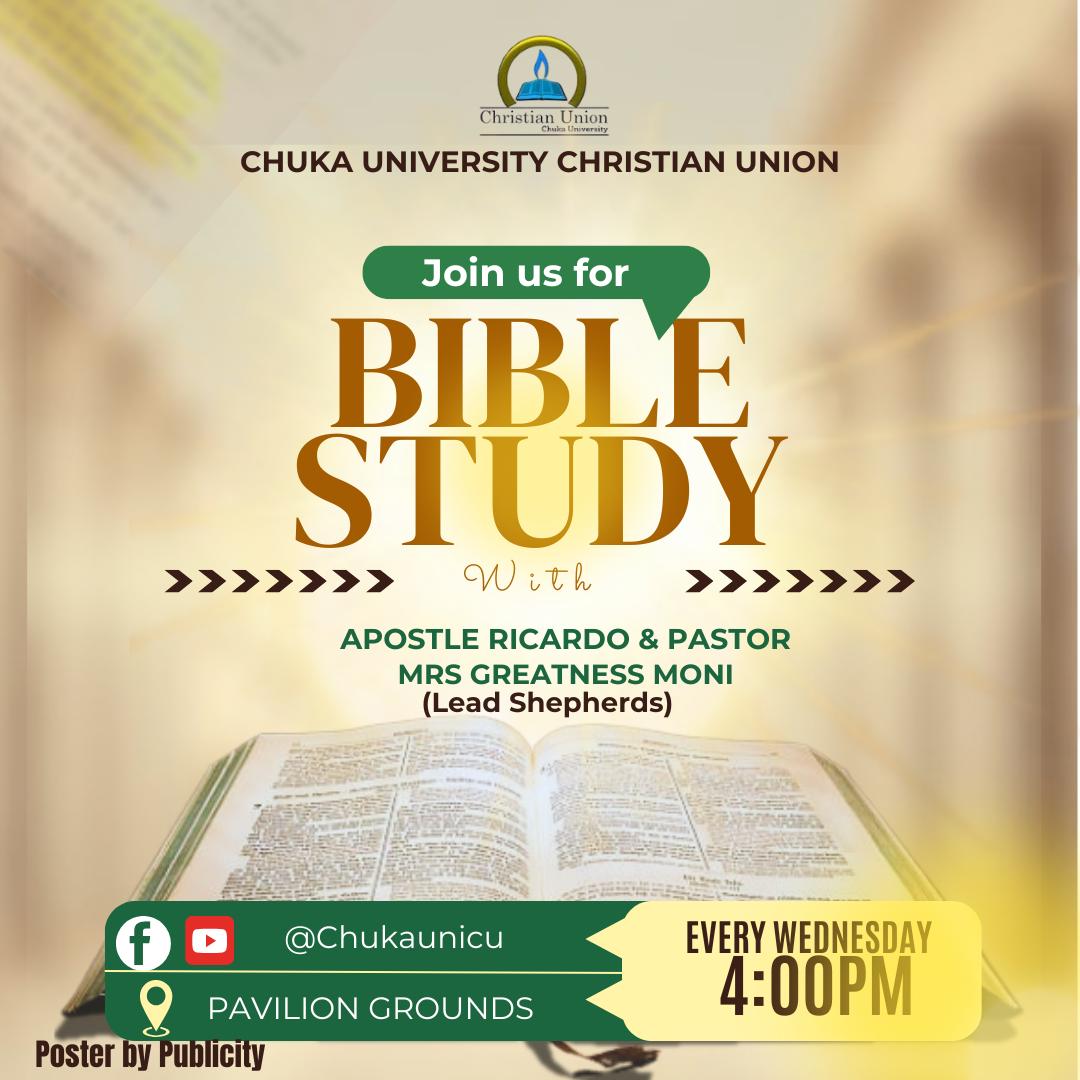 Christian Union
Chuka University
CHUKA UNIVERSITY CHRISTIAN UNION
Join us for
BIBLE
STUDY
With
APOSTLE RICARDO & PASTOR
MRS GREATNESS MONI
(Lead Shepherds)
@Chukaunicu
PAVILION GROUNDS
EVERY WEDNESDAY
4:00PM
Poster by Publicity